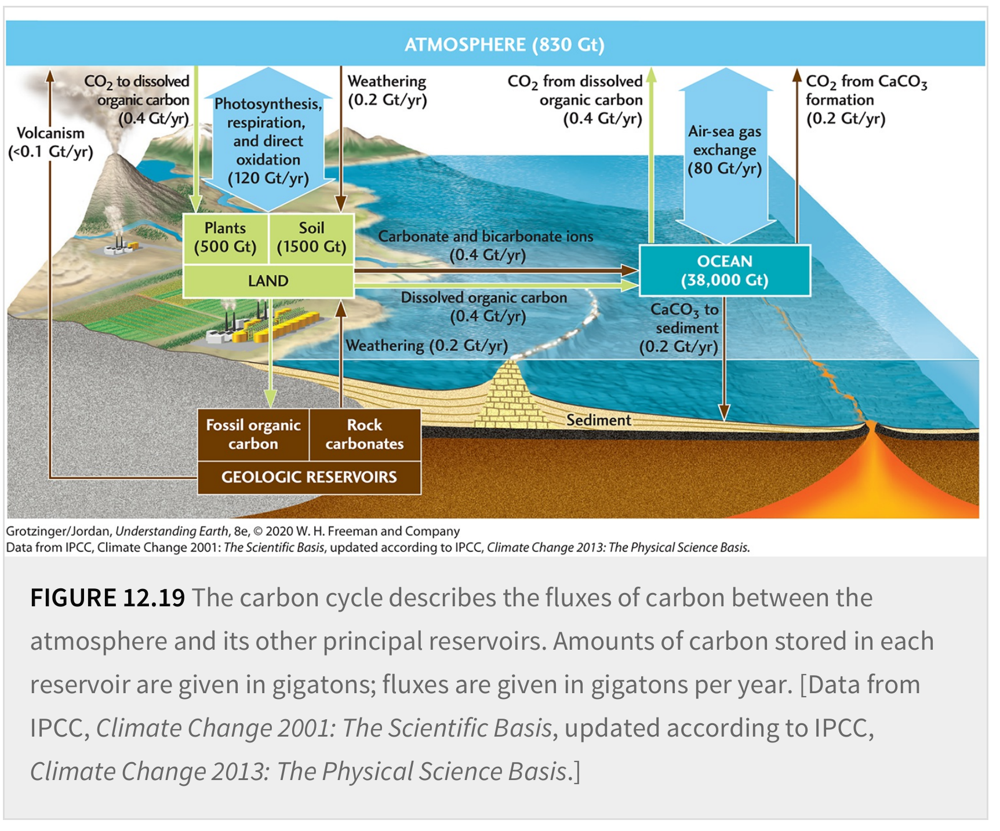 ATMOSPHERE (830 Gt)
CO₂ to dissolved
organic carbon
(0.4 Gt/yr)
Volcanism
(<0.1 Gt/yr)
Photosynthesis,
respiration,
and direct
oxidation
(120 Gt/yr)
Weathering
(0.2 Gt/yr)
CO₂ from dissolved
organic carbon
(0.4 Gt/yr)
Air-sea gas
exchange
(80 Gt/yr)
CO₂ from CaCO₃
formation
(0.2 Gt/yr)
Plants
(500 Gt)
Soil
(1500 Gt)
LAND
Carbonate and bicarbonate ions
(0.4 Gt/yr)
Dissolved organic carbon
(0.4 Gt/yr)
OCEAN
(38,000 Gt)
Weathering (0.2 Gt/yr)
CaCO₃ to
sediment
(0.2 Gt/yr)
Sediment
Fossil organic
carbon
Rock
carbonates
GEOLOGIC RESERVOIRS
Grotzinger/Jordan, Understanding Earth, 8e, © 2020 W. H. Freeman and Company
Data from IPCC, Climate Change 2001: The Scientific Basis, updated according to IPCC, Climate Change 2013: The Physical Science Basis.
FIGURE 12.19 The carbon cycle describes the fluxes of carbon between the
atmosphere and its other principal reservoirs. Amounts of carbon stored in each
reservoir are given in gigatons; fluxes are given in gigatons per year. [Data from
IPCC, Climate Change 2001: The Scientific Basis, updated according to IPCC,
Climate Change 2013: The Physical Science Basis.]